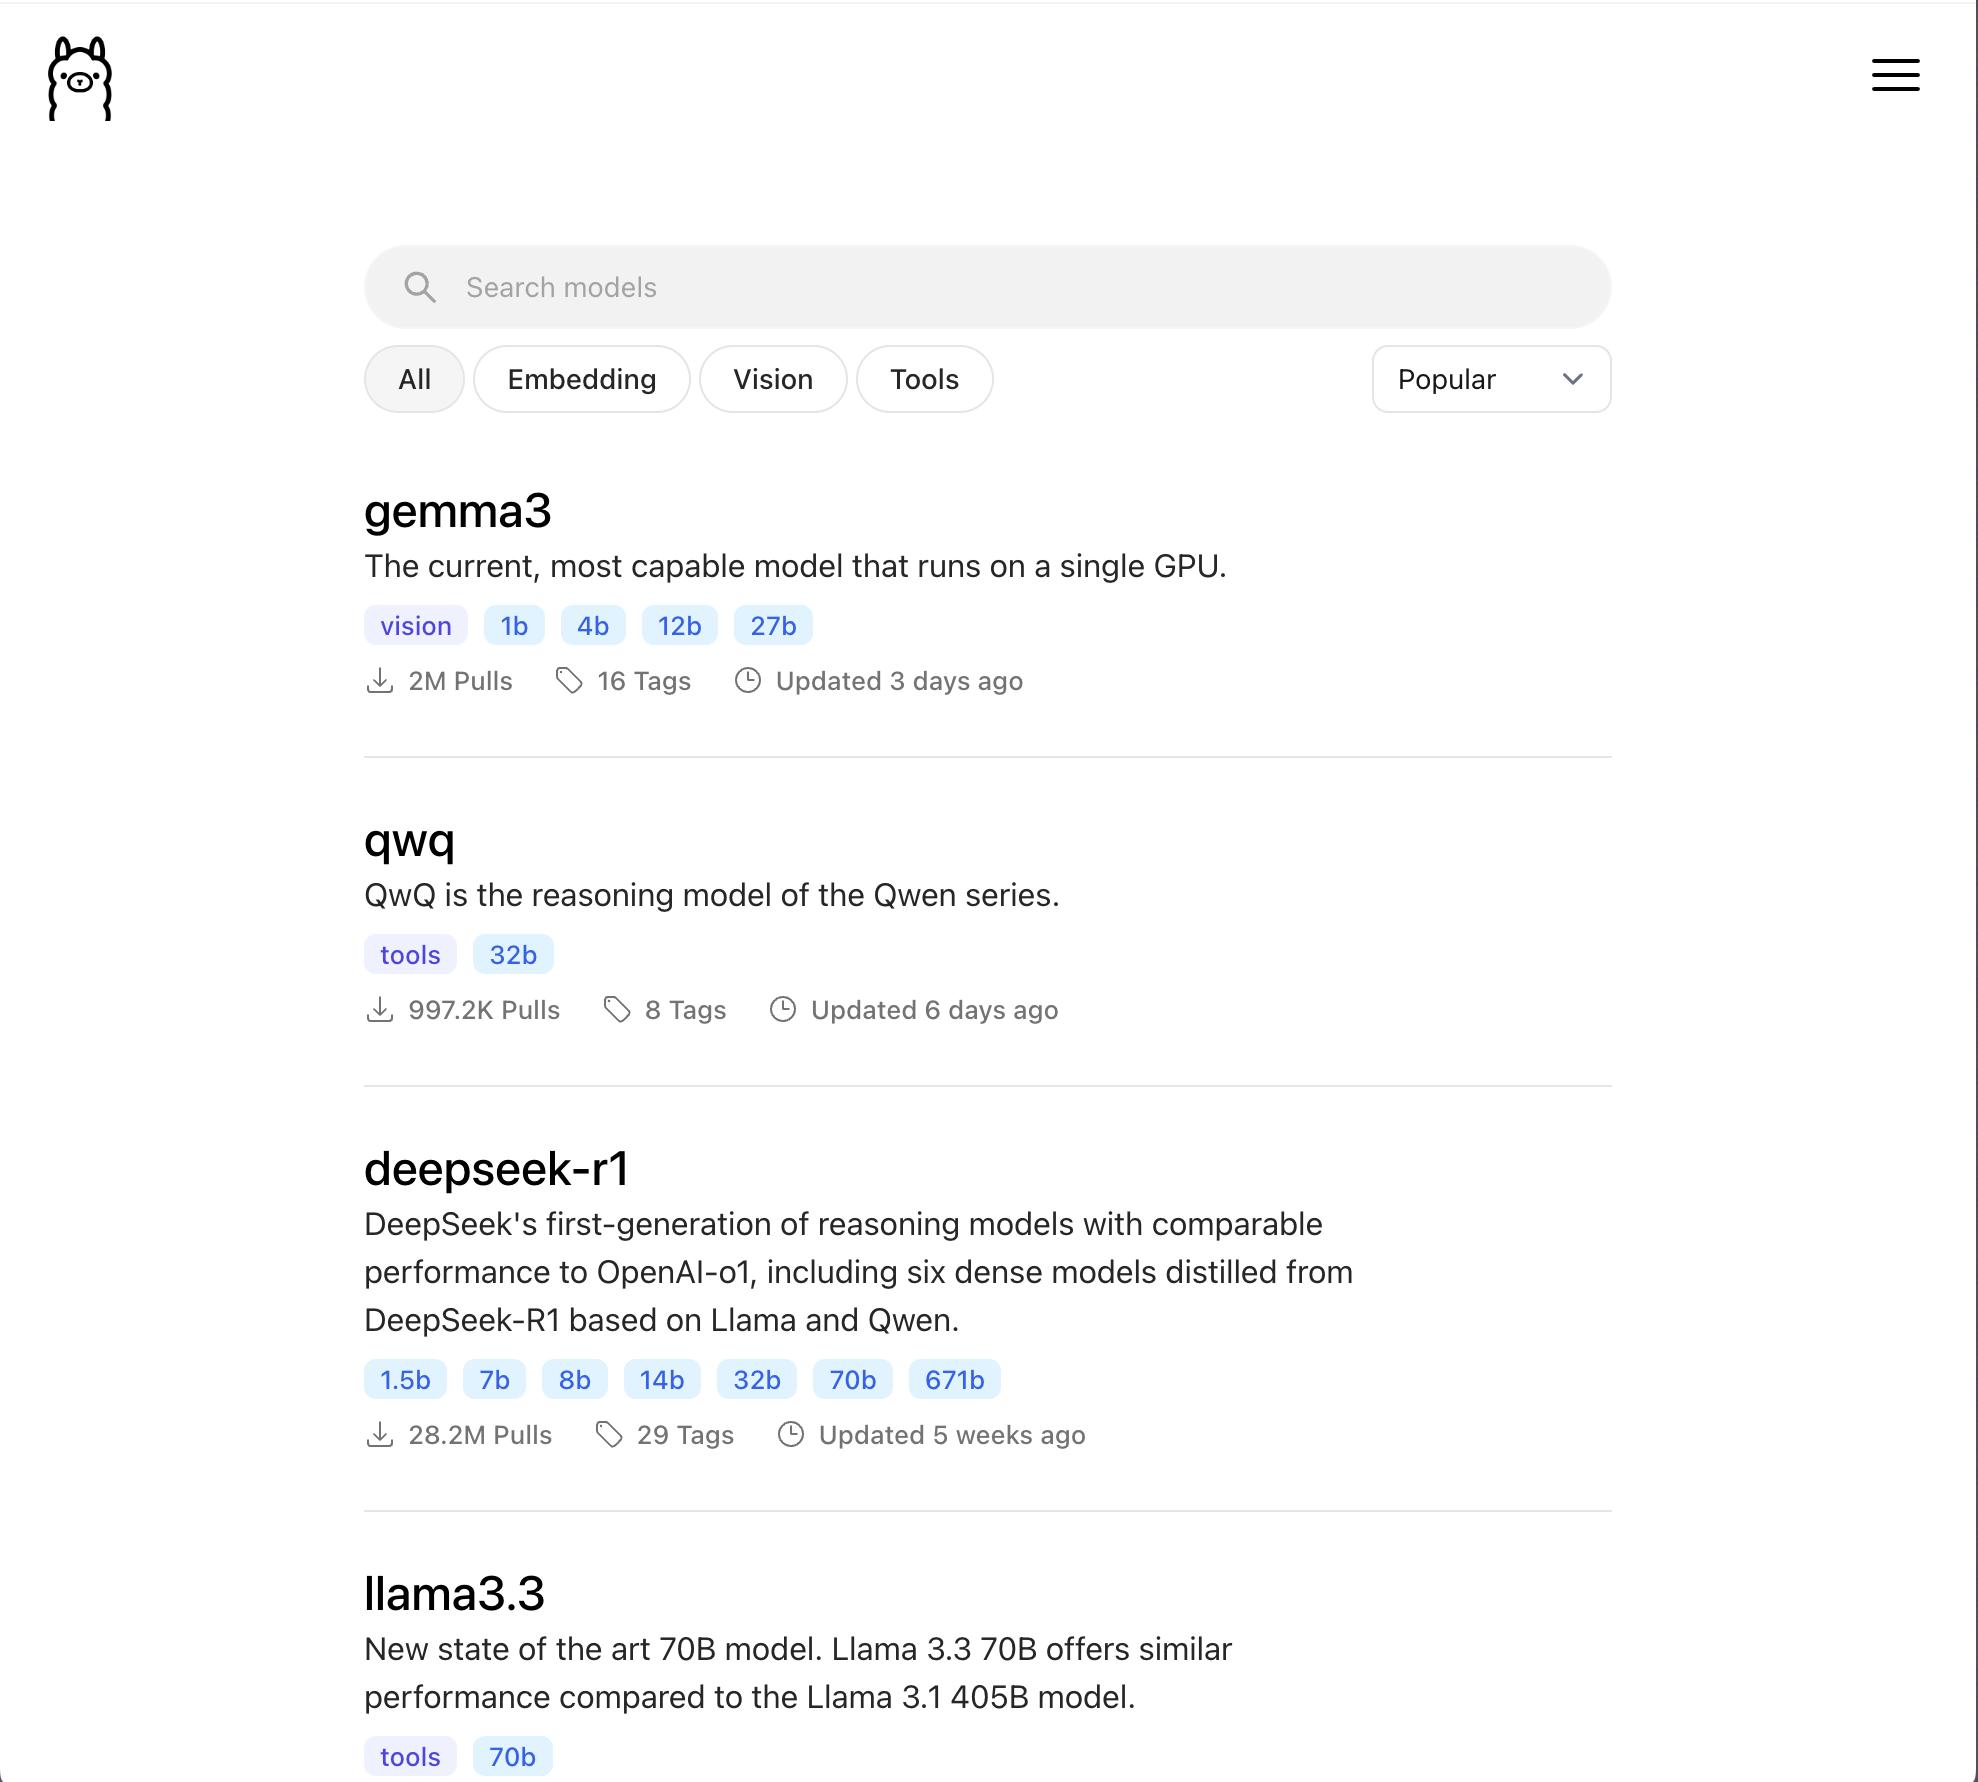 Search models
All Embedding Vision Tools Popular
gemma3
The current, most capable model that runs on a single GPU.
vision 1b 4b 12b 27b
2M Pulls 16 Tags Updated 3 days ago
qwq
QwQ is the reasoning model of the Qwen series.
tools 32b
997.2K Pulls 8 Tags Updated 6 days ago
deepseek-r1
DeepSeek's first-generation of reasoning models with comparable
performance to OpenAI-o1, including six dense models distilled from
DeepSeek-R1 based on Llama and Qwen.
1.5b 7b 8b 14b 32b 70b 671b
28.2M Pulls 29 Tags Updated 5 weeks ago
llama3.3
New state of the art 70B model. Llama 3.3 70B offers similar
performance compared to the Llama 3.1 405B model.
tools 70b